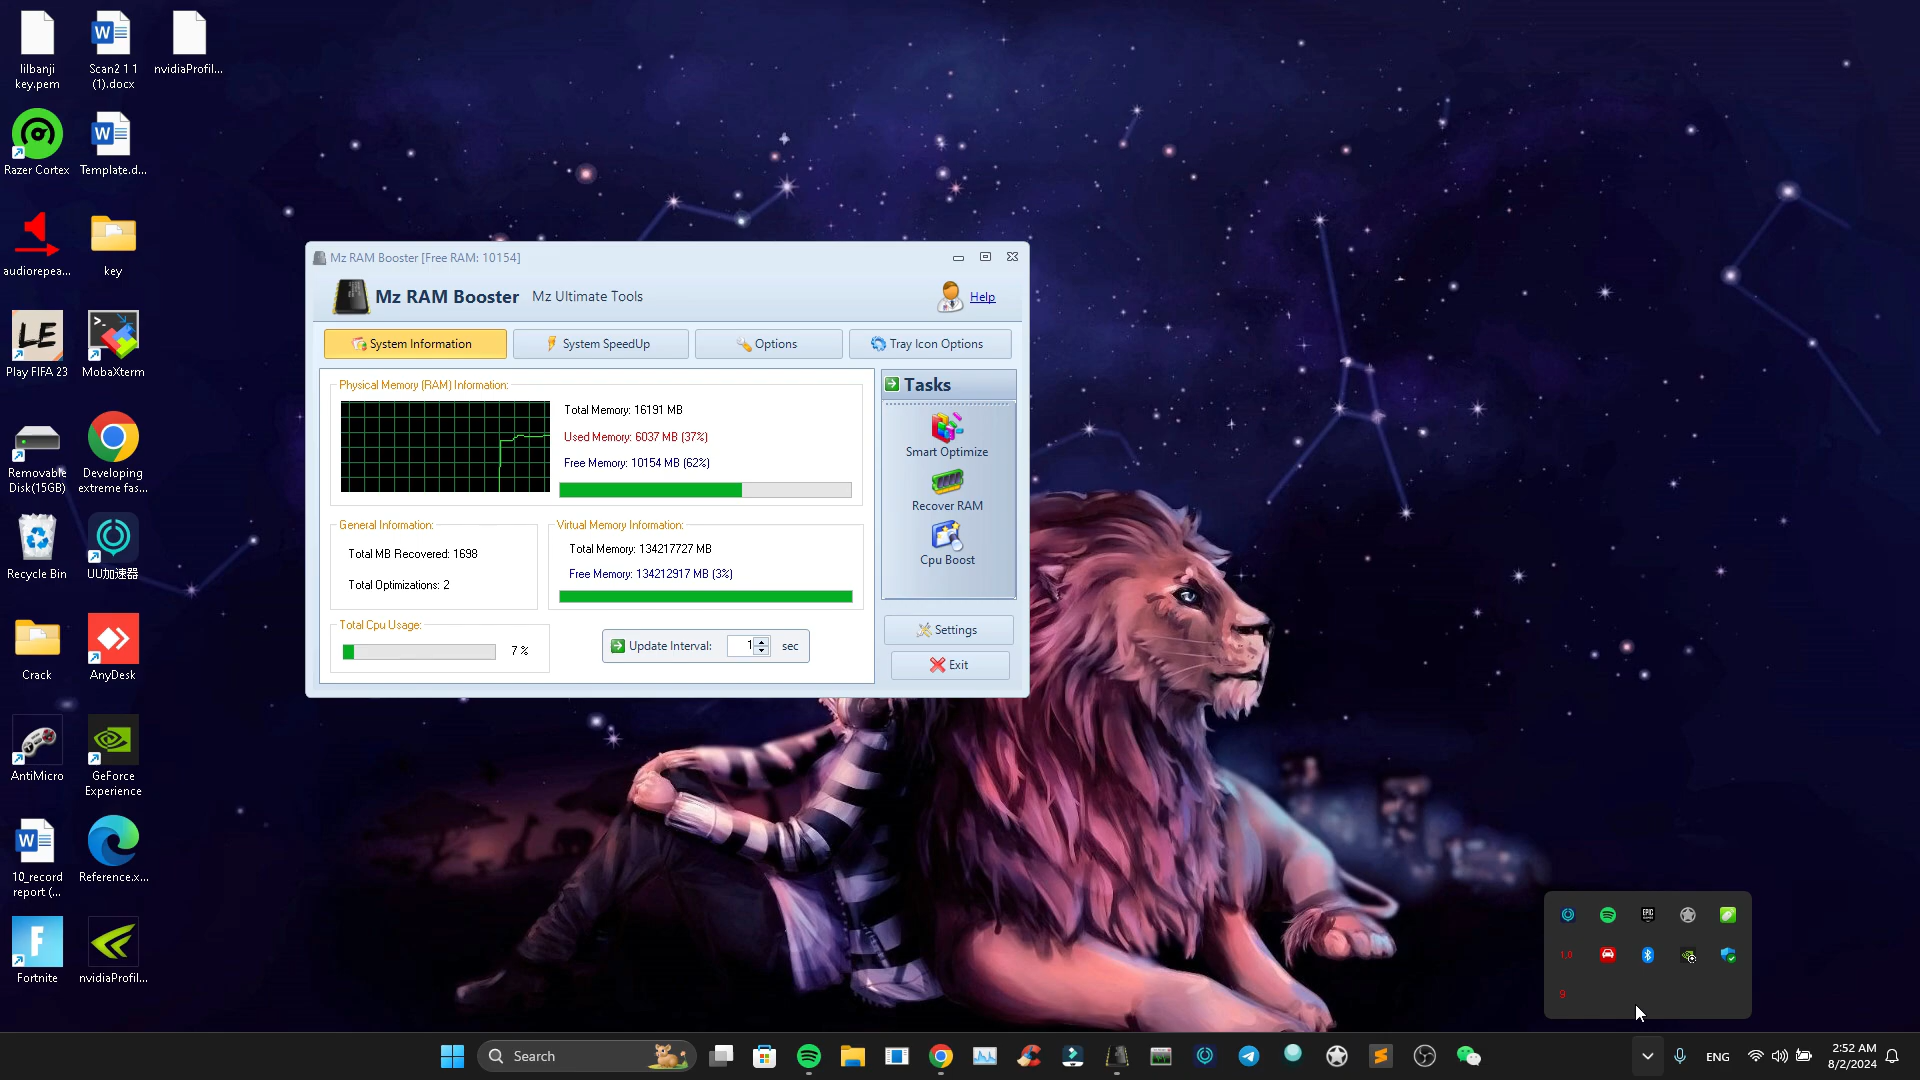 lilbanji
key.pem
Scan2 1 1
(1).docx
nvidiaProfil...
Razer Cortex
Template.d...
audiorepea...
key
LE
Play FIFA 23
MobaXterm
Removable
Disk(15GB)
Developing
extreme fas...
Recycle Bin
UU加速器
Crack
AnyDesk
AntiMicro
GeForce
Experience
10_record
report (...
Reference.x...
Fortnite
nvidiaProfil...
Mz RAM Booster [Free RAM: 10154]
Mz RAM Booster Mz Ultimate Tools
Help
System Information
System SpeedUp
Options
Tray Icon Options
Physical Memory (RAM) Information:
Total Memory: 16191 MB
Used Memory: 6037 MB (37%)
Free Memory: 10154 MB (62%)
General Information:
Total MB Recovered: 1698
Total Optimizations: 2
Virtual Memory Information:
Total Memory: 134217727 MB
Free Memory: 134212917 MB (3%)
Total Cpu Usage:
7 %
Update Interval: 1 sec
Tasks
Smart Optimize
Recover RAM
Cpu Boost
Settings
Exit
EPIC
1,0
9
Search
ENG
2:52 AM
8/2/2024